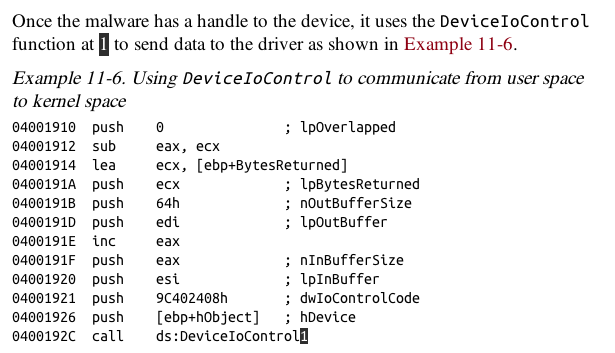 Once the malware has a handle to the device, it uses the DeviceIoControl
function at 1 to send data to the driver as shown in Example 11-6.
Example 11-6. Using DeviceIoControl to communicate from user space
to kernel space
04001910 push 0 ; lpOverlapped
04001912 sub eax, ecx
04001914 lea ecx, [ebp+BytesReturned]
0400191A push ecx ; lpBytesReturned
0400191B push 64h ; nOutBufferSize
0400191D push edi ; lpOutBuffer
0400191E inc eax
0400191F push eax ; nInBufferSize
04001920 push esi ; lpInBuffer
04001921 push 9C402408h ; dwIoControlCode
04001926 push [ebp+hObject] ; hDevice
0400192C call ds:DeviceIoControl1